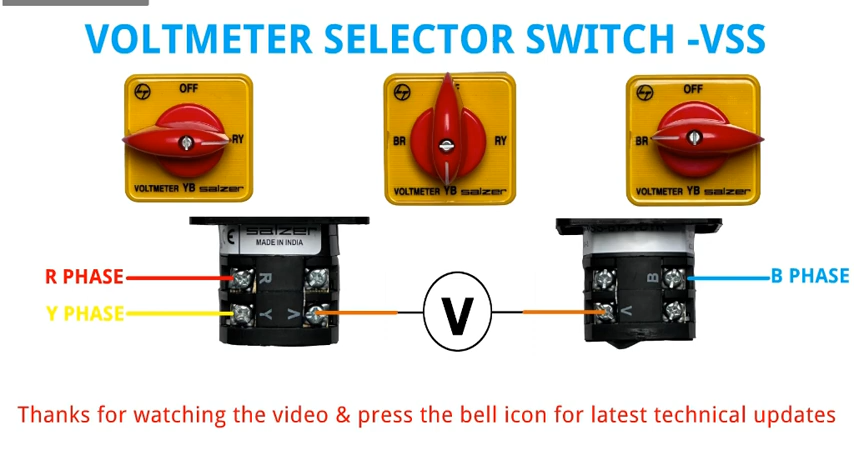 VOLTMETER SELECTOR SWITCH -VSS
OFF
RY
VOLTMETER YB salzer
BR
RY
VOLTMETER YB salzer
OFF
BR
VOLTMETER YB salzer
SALZER
MADE IN INDIA
R PHASE
R
B
B PHASE
Y PHASE
Y
V
V
V
Thanks for watching the video & press the bell icon for latest technical updates